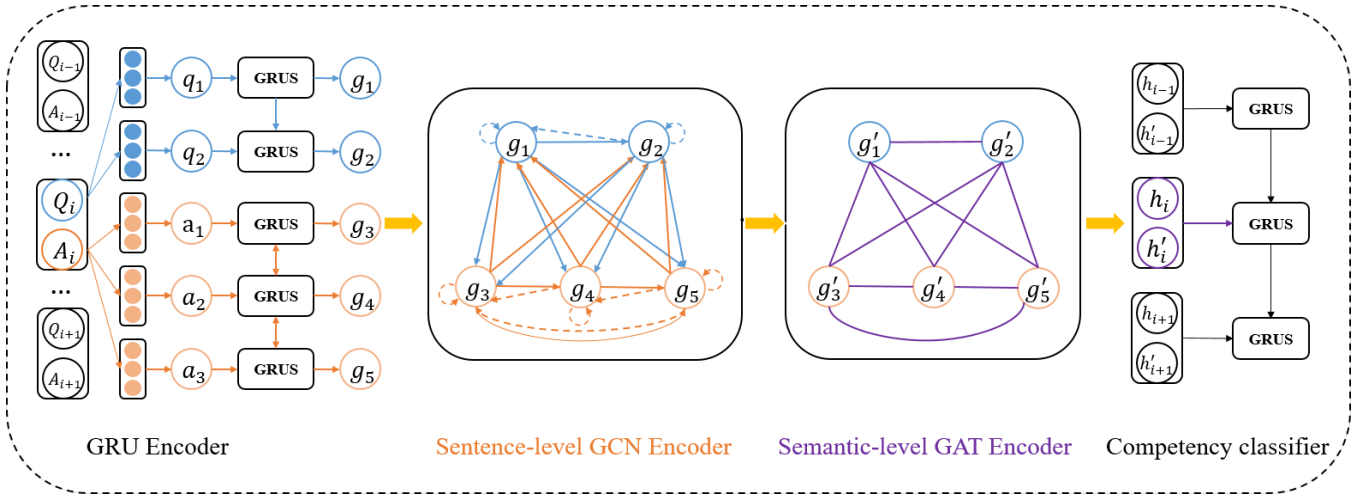 Q_{i-1}
A_{i-1}
...
Q_i
A_i
...
Q_{i+1}
A_{i+1}
q_1 GRUS g_1
q_2 GRUS g_2
a_1 GRUS g_3
a_2 GRUS g_4
a_3 GRUS g_5
GRU Encoder
g_1 g_2
g_3 g_4 g_5
Sentence-level GCN Encoder
g'_1 g'_2
g'_3 g'_4 g'_5
Semantic-level GAT Encoder
h_{i-1}
h'_{i-1}
GRUS
h_i
h'_i
GRUS
h_{i+1}
h'_{i+1}
GRUS
Competency classifier